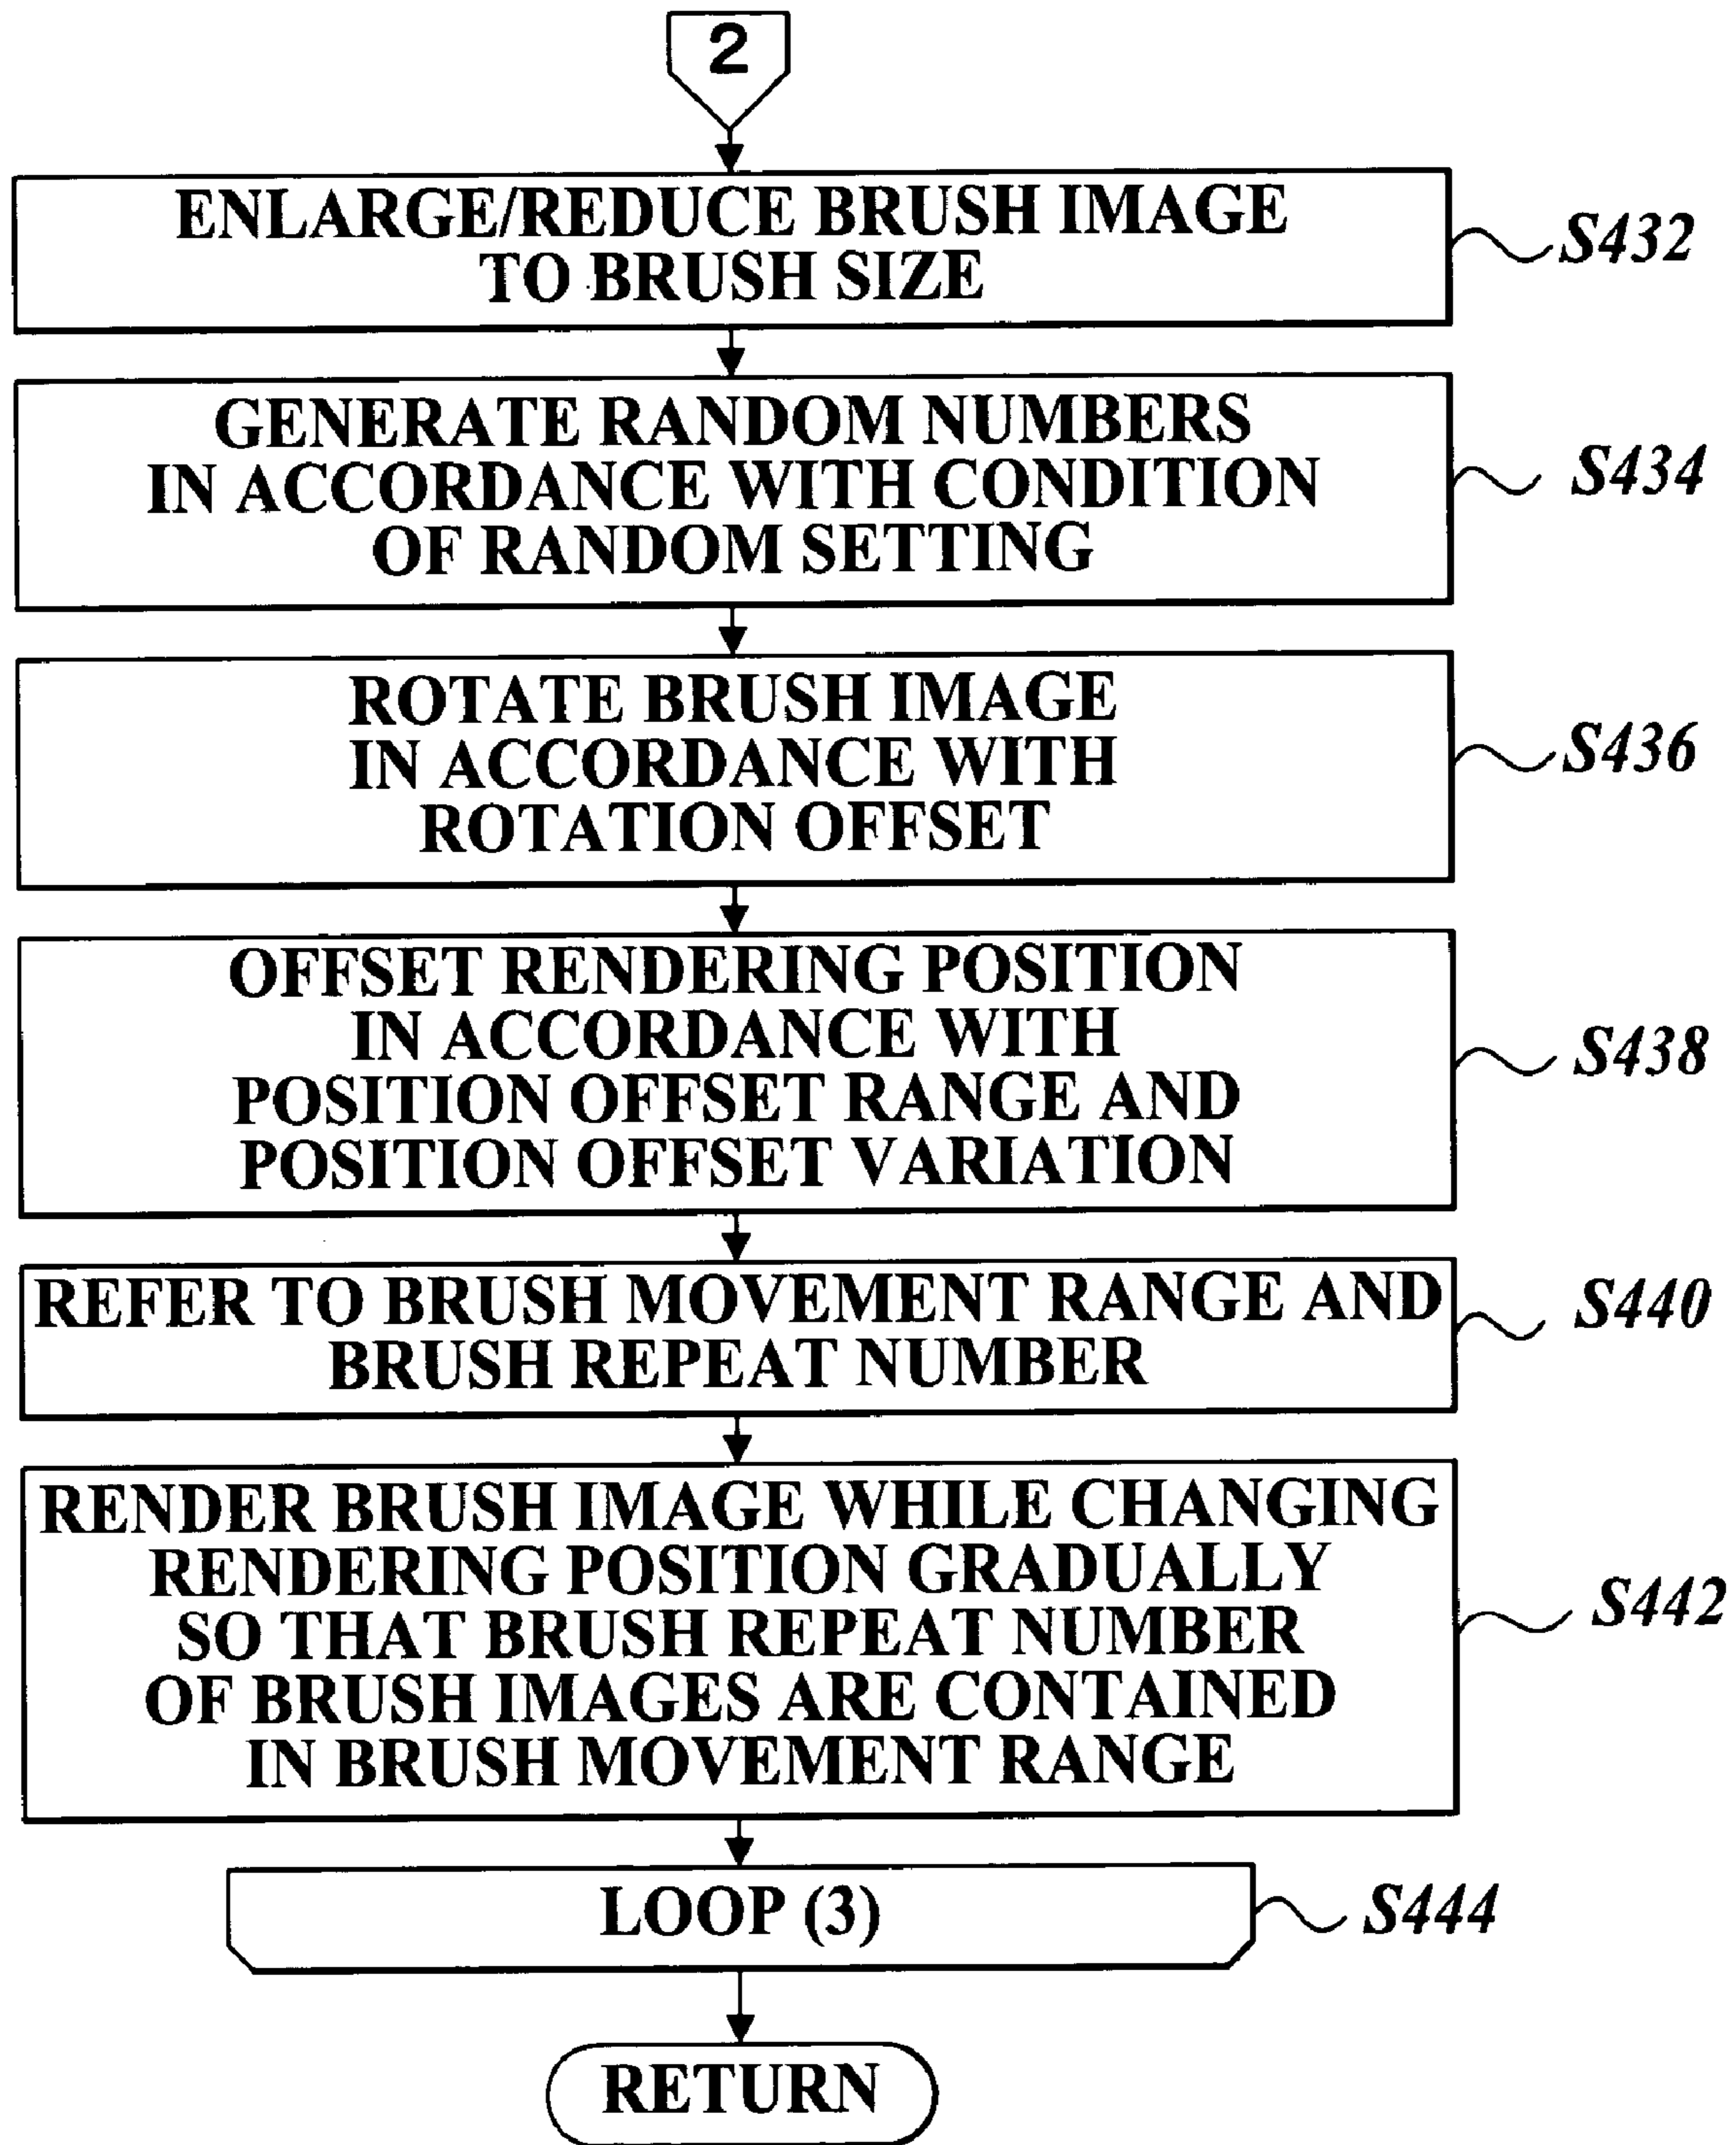 2
ENLARGE/REDUCE BRUSH IMAGE
TO BRUSH SIZE
S432
GENERATE RANDOM NUMBERS
IN ACCORDANCE WITH CONDITION
OF RANDOM SETTING
S434
ROTATE BRUSH IMAGE
IN ACCORDANCE WITH
ROTATION OFFSET
S436
OFFSET RENDERING POSITION
IN ACCORDANCE WITH
POSITION OFFSET RANGE AND
POSITION OFFSET VARIATION
S438
REFER TO BRUSH MOVEMENT RANGE AND
BRUSH REPEAT NUMBER
S440
RENDER BRUSH IMAGE WHILE CHANGING
RENDERING POSITION GRADUALLY
SO THAT BRUSH REPEAT NUMBER
OF BRUSH IMAGES ARE CONTAINED
IN BRUSH MOVEMENT RANGE
S442
LOOP (3)
S444
RETURN